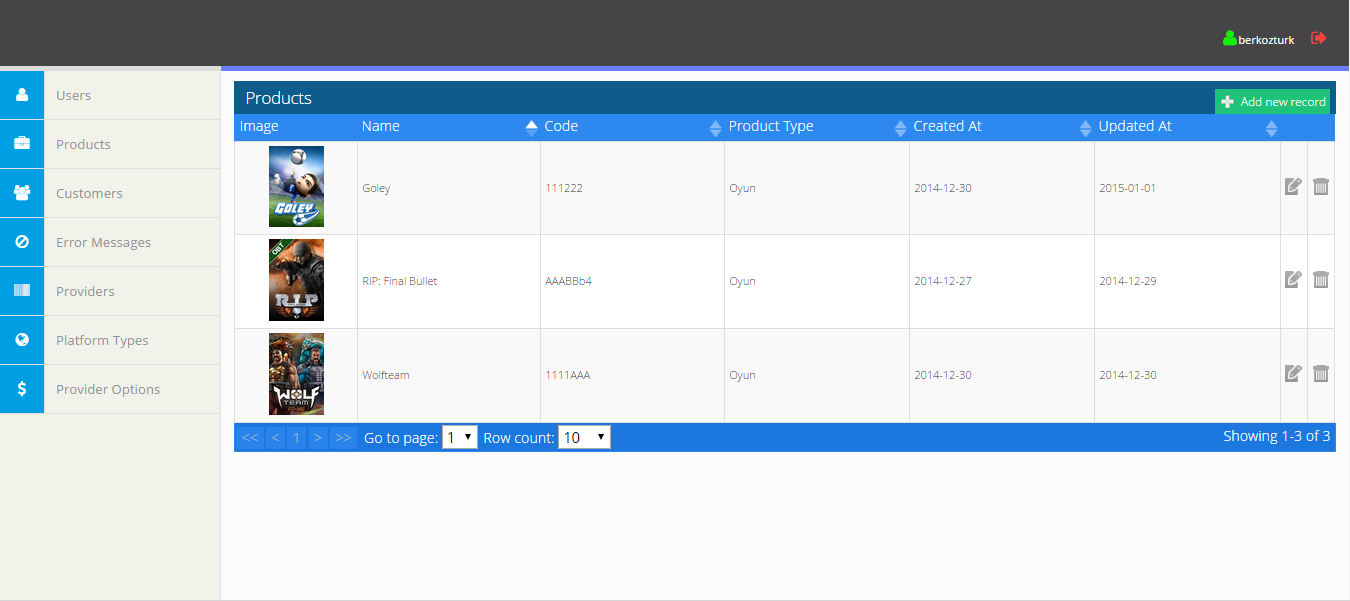 berkozturk
Users
Products
Customers
Error Messages
Providers
Platform Types
Provider Options
Products
Add new record
Image Name Code Product Type Created At Updated At
GOLEY
Goley 111222 Oyun 2014-12-30 2015-01-01
OBT
R.I.P
RIP: Final Bullet AAABBb4 Oyun 2014-12-27 2014-12-29
WOLF
TEAM
Wolfteam 1111AAA Oyun 2014-12-30 2014-12-30
<< < 1 > >> Go to page: 1 Row count: 10 Showing 1-3 of 3